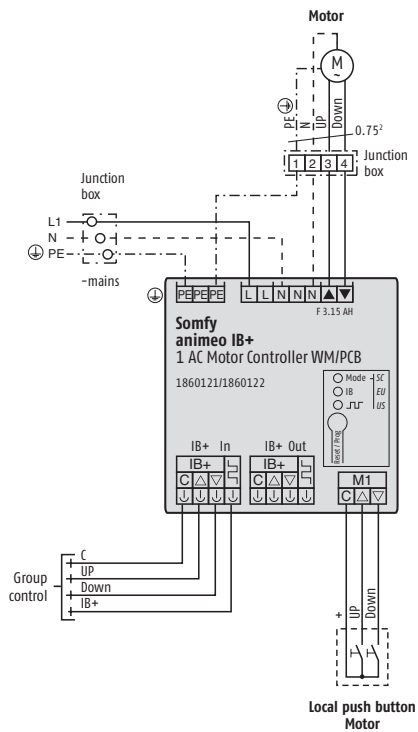 Motor
M
~
PE
N
UP
Down
0.75²
1 2 3 4
Junction
box
Junction
box
L1
N
PE
~mains
PE PE PE
L L N N N ▲ ▼
F 3.15 AH
Somfy
animeo IB+
1 AC Motor Controller WM/PCB
1860121/1860122
Mode
SC
IB
EU
US
Reset / Prog
IB+ In
IB+ Out
IB+
IB+
M1
C △ ▽
C △ ▽
C △ ▽
C
UP
Down
IB+
Group
control
+
UP
Down
Local push button
Motor